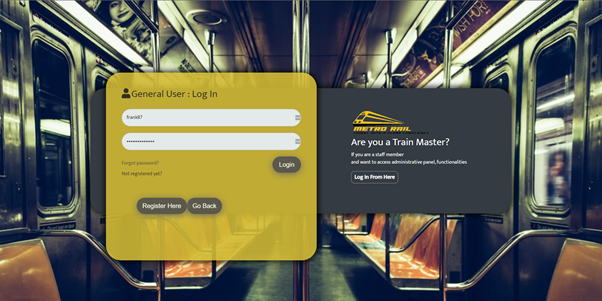 General User : Log In
franki7
Forgot password?
Login
Not registered yet?
Register Here
Go Back
METRO RAIL
Are you a Train Master?
If you are a staff member
and want to access administrative panel, functionalities
Log In From Here